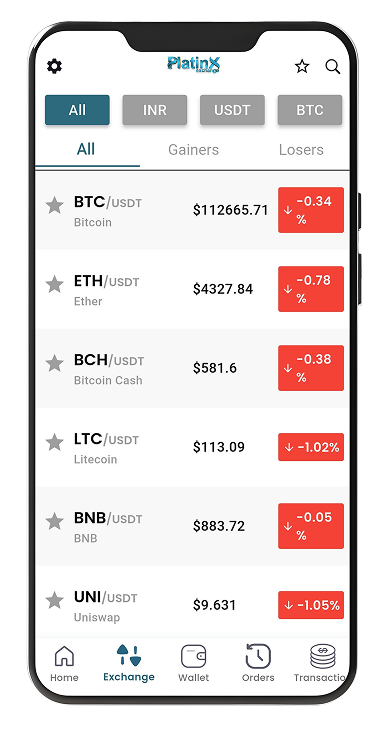 PlatinX
exchange
All INR USDT BTC
All Gainers Losers
BTC/USDT
Bitcoin
$112665.71
-0.34
%
ETH/USDT
Ether
$4327.84
-0.78
%
BCH/USDT
Bitcoin Cash
$581.6
-0.38
%
LTC/USDT
Litecoin
$113.09
-1.02%
BNB/USDT
BNB
$883.72
-0.05
%
UNI/USDT
Uniswap
$9.631
-1.05%
Home Exchange Wallet Orders Transactio